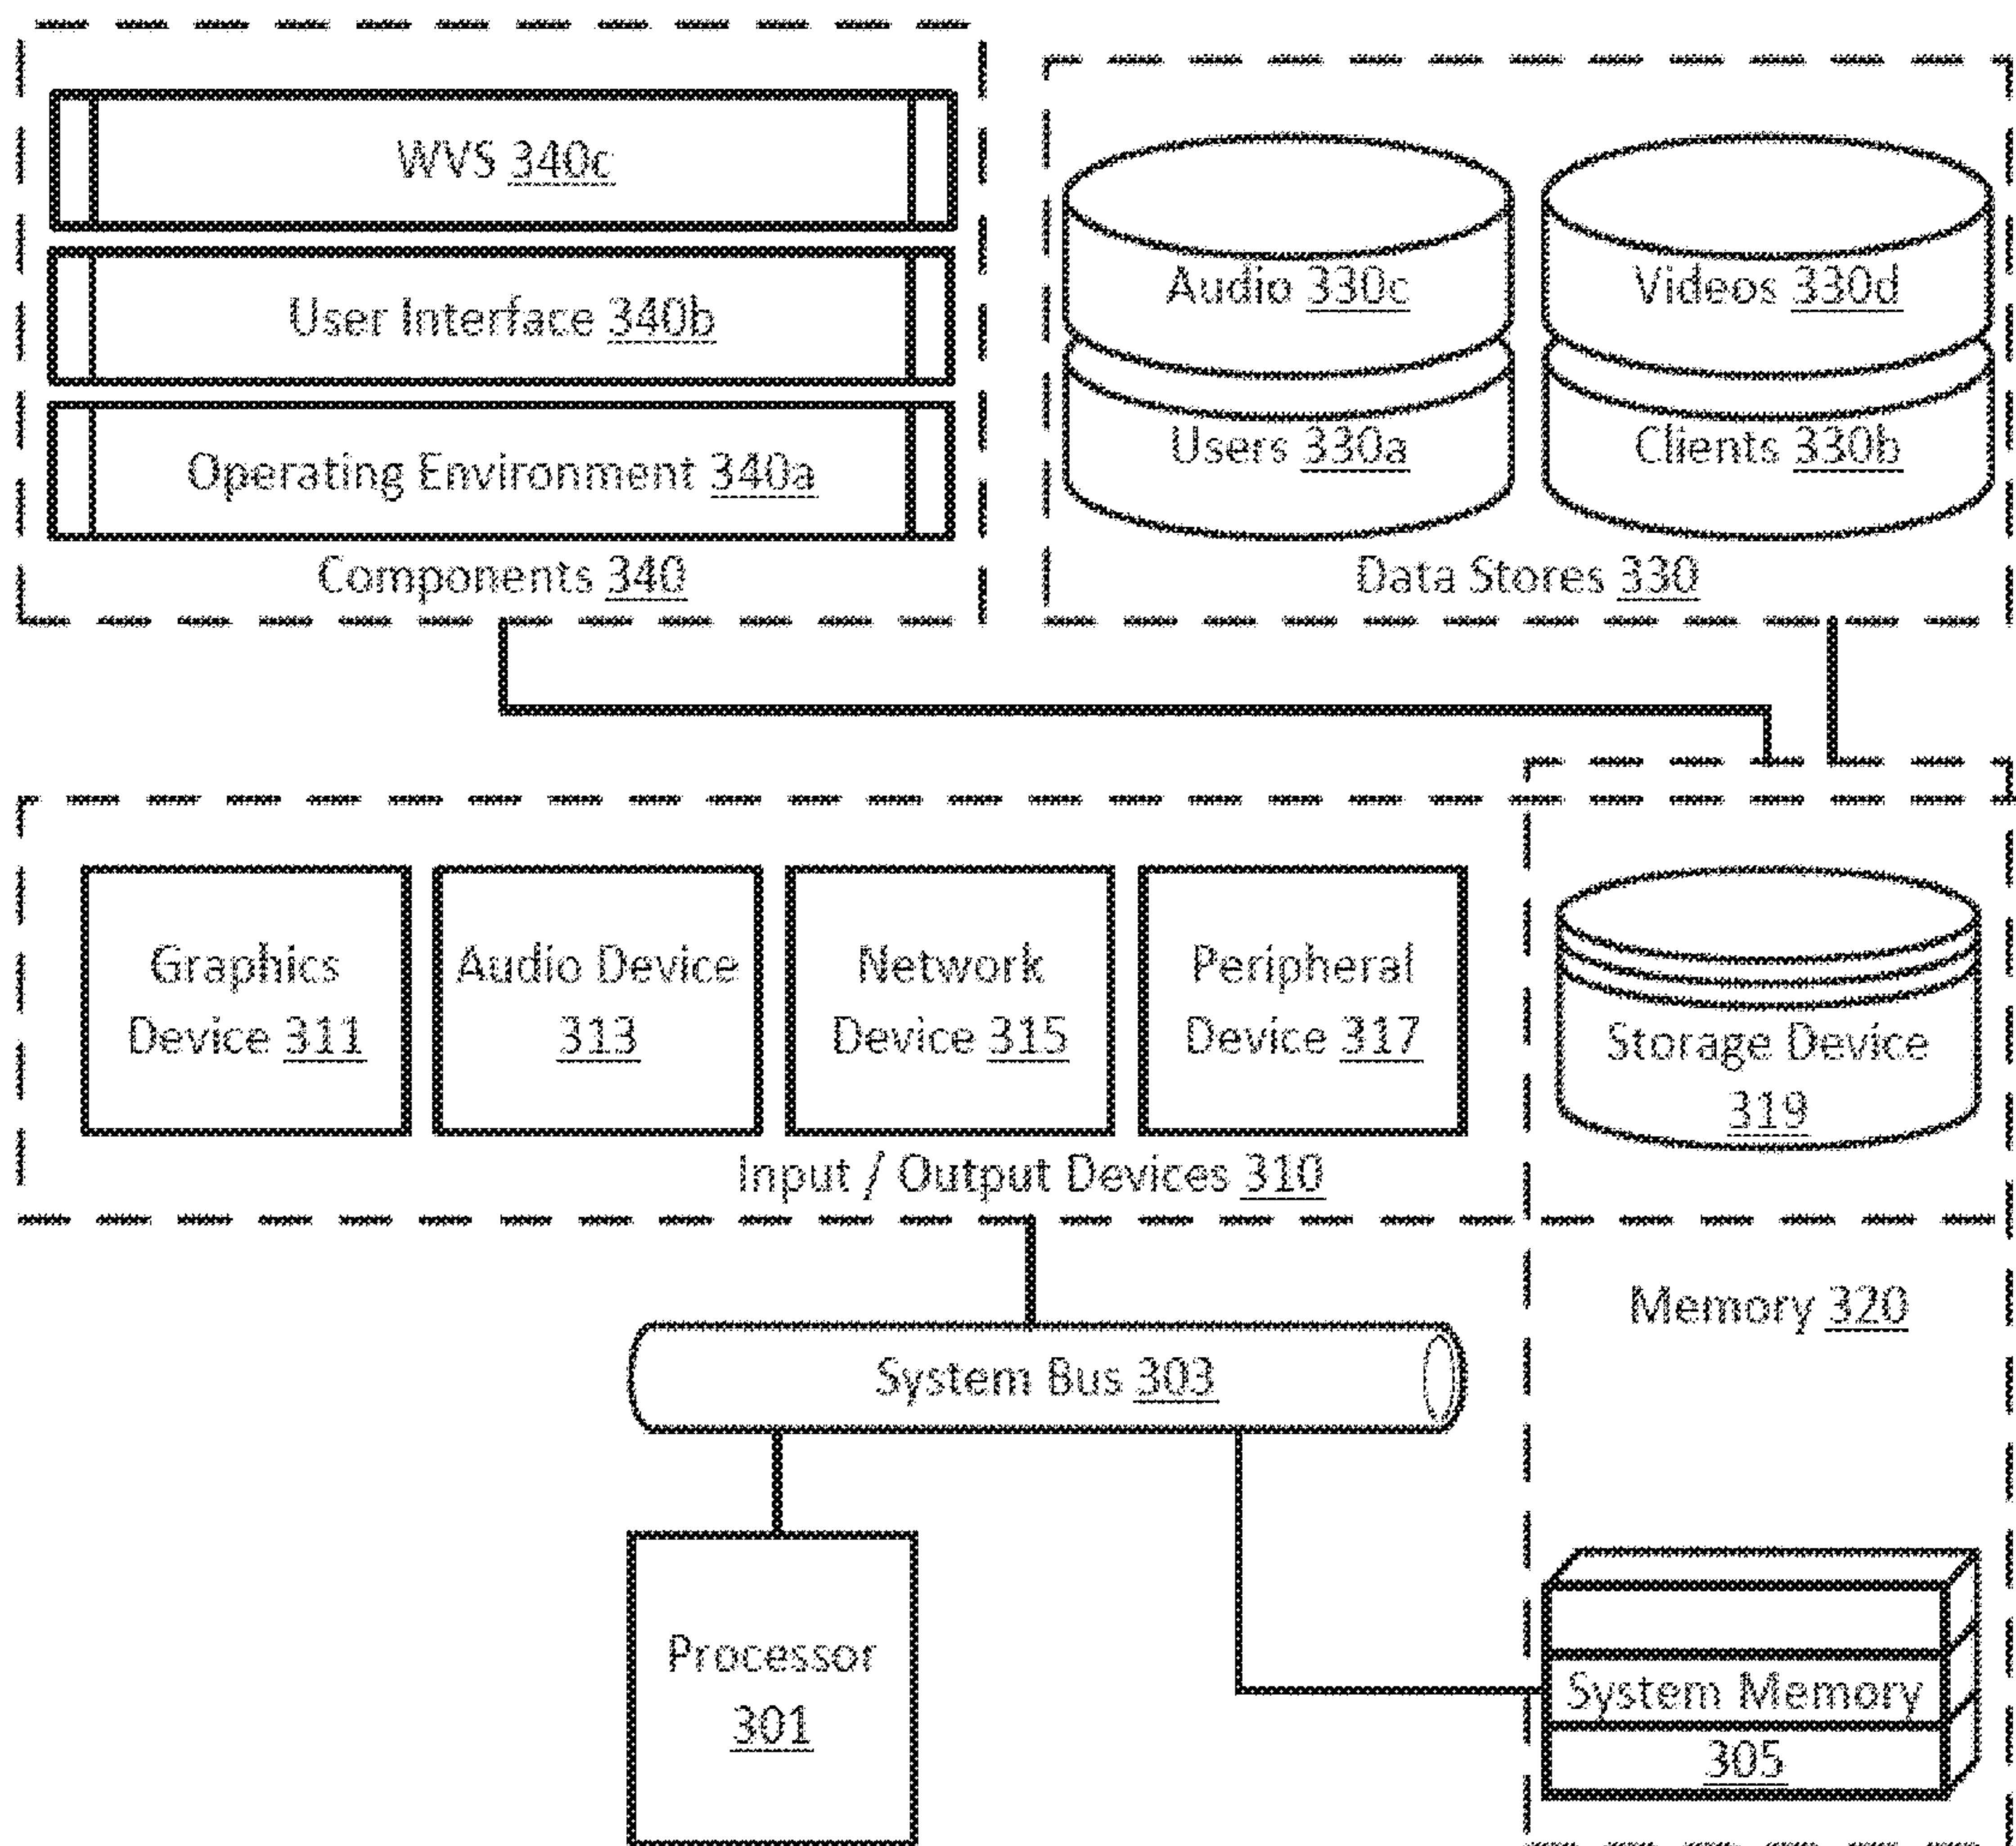 WVS 340c
User Interface 340b
Operating Environment 340a
Components 340
Audio 330c
Videos 330d
Users 330a
Clients 330b
Data Stores 330
Graphics
Device 311
Audio Device
313
Network
Device 315
Peripheral
Device 317
Storage Device
319
Input / Output Devices 310
Memory 320
System Bus 303
Processor
301
System Memory
305